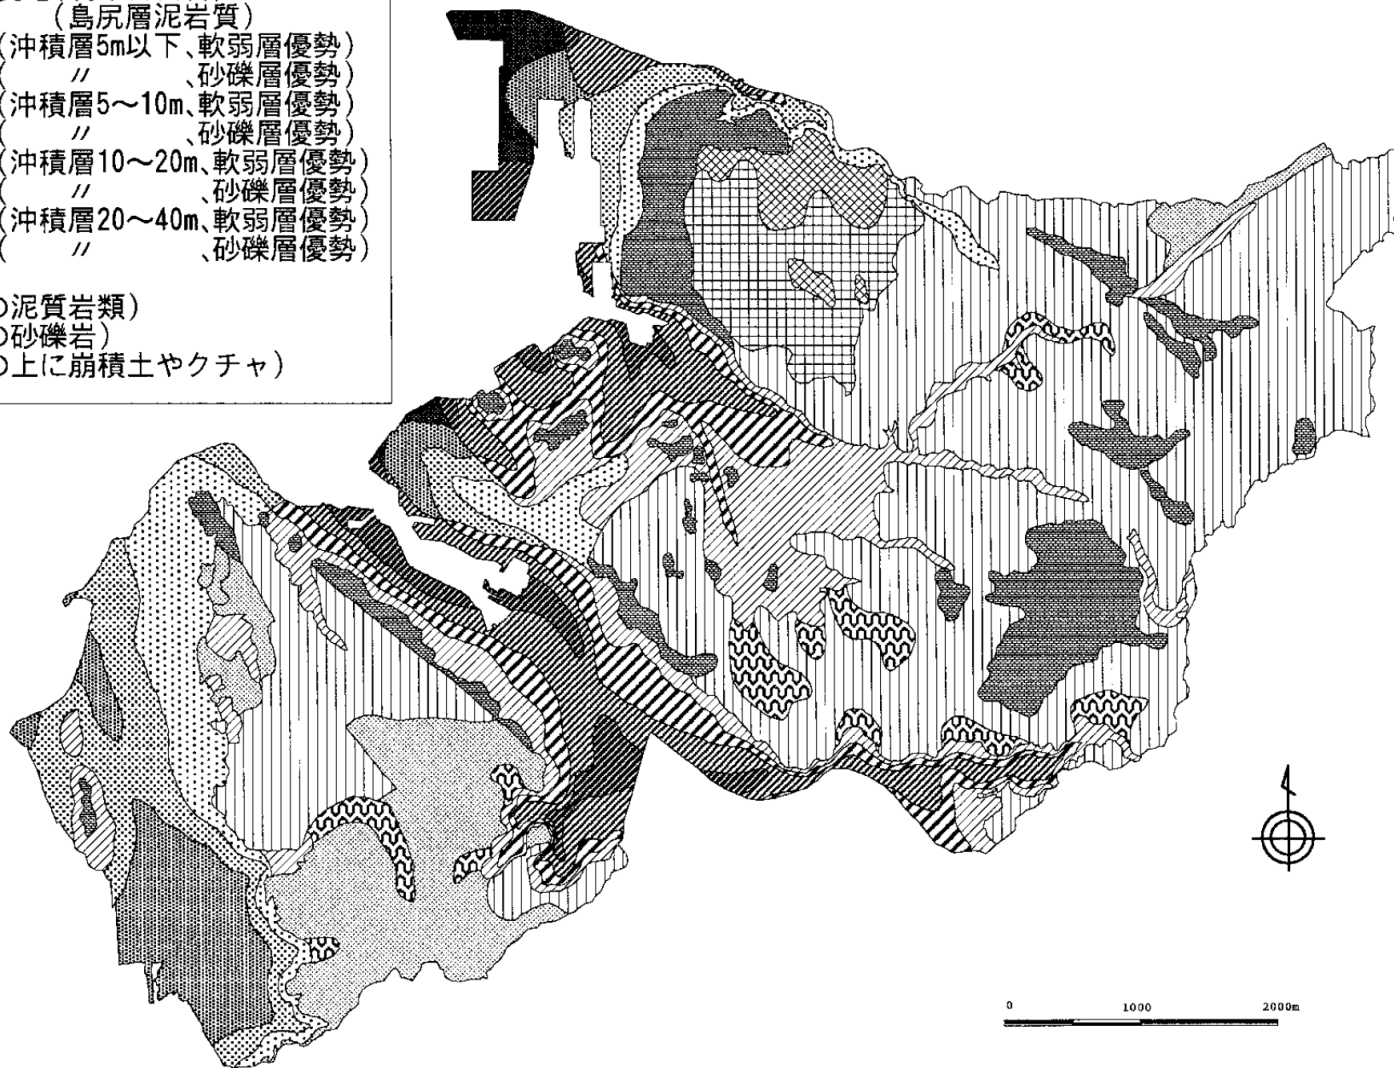 (島尻層泥岩質)
(沖積層5m以下、軟弱層優勢)
( 〃 、砂礫層優勢)
(沖積層5～10m、軟弱層優勢)
( 〃 、砂礫層優勢)
(沖積層10～20m、軟弱層優勢)
( 〃 、砂礫層優勢)
(沖積層20～40m、軟弱層優勢)
( 〃 、砂礫層優勢)
の泥質岩類)
の砂礫岩)
の上に崩積土やクチャ)
0 1000 2000m